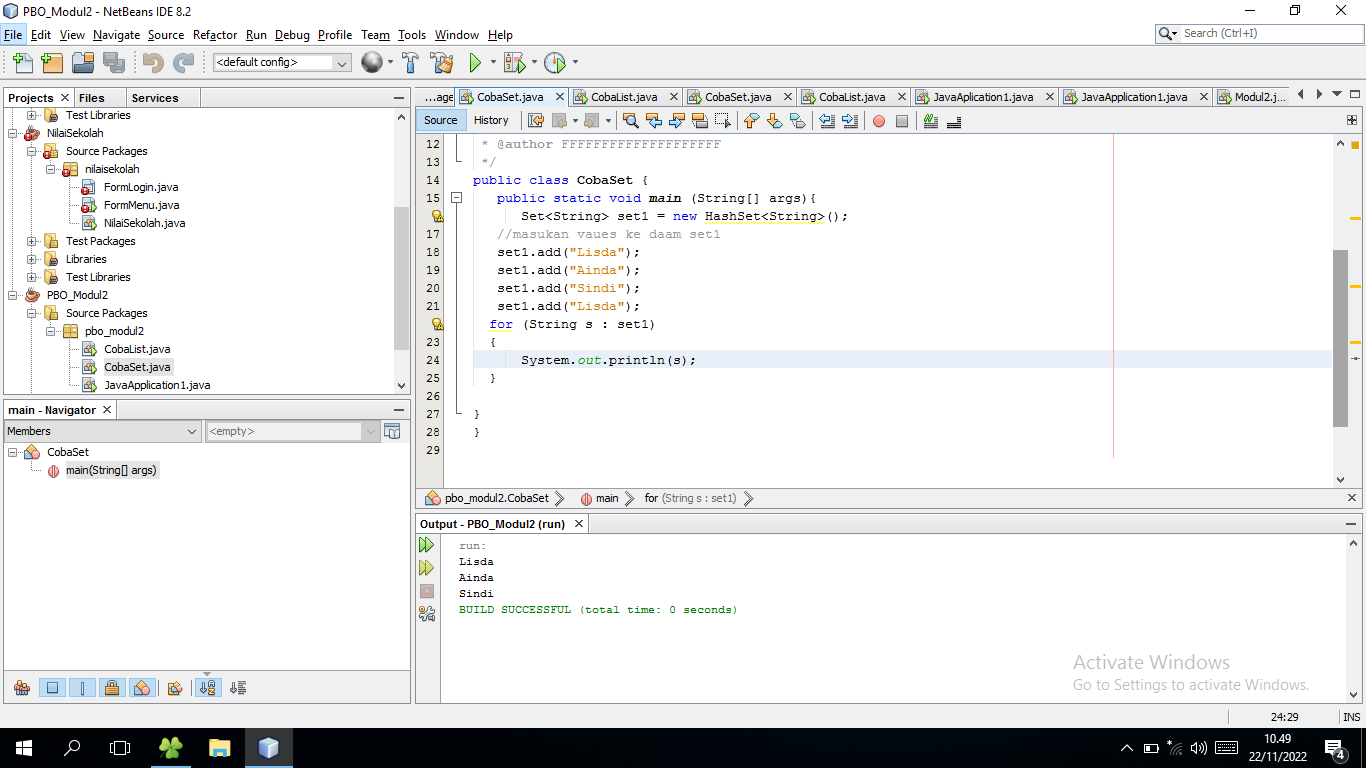 PBO_Modul2 - NetBeans IDE 8.2
File Edit View Navigate Source Refactor Run Debug Profile Team Tools Window Help
Search (Ctrl+I)
<default config>
Projects Files Services
Test Libraries
NilaiSekolah
Source Packages
nilaisekolah
FormLogin.java
FormMenu.java
NilaiSekolah.java
Test Packages
Libraries
Test Libraries
PBO_Modul2
Source Packages
pbo_modul2
CobaList.java
CobaSet.java
JavaApplication1.java
main - Navigator
Members <empty>
CobaSet
main(String[] args)
...age CobaSet.java CobaList.java CobaSet.java CobaList.java JavaAplication1.java JavaApplication1.java Modul2.j...
Source History
12 * @author FFFFFFFFFFFFFFFFFFFF
13 */
14 public class CobaSet {
15 public static void main (String[] args){
Set<String> set1 = new HashSet<String>();
17 //masukan vaues ke daam set1
18 set1.add("Lisda");
19 set1.add("Ainda");
20 set1.add("Sindi");
21 set1.add("Lisda");
for (String s : set1)
23 {
24 System.out.println(s);
25 }
26
27 }
28 }
29
pbo_modul2.CobaSet main for (String s : set1)
Output - PBO_Modul2 (run)
run:
Lisda
Ainda
Sindi
BUILD SUCCESSFUL (total time: 0 seconds)
Activate Windows
Go to Settings to activate Windows.
24:29 INS
10.49
22/11/2022
4